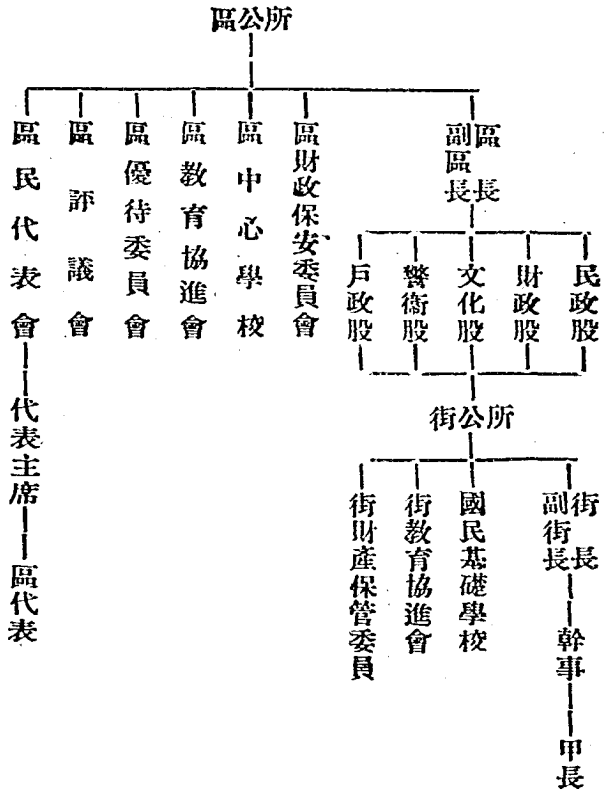 區公所
區長
副區長
區財政保安委員會
區中心學校
區教育協進會
區優待委員會
區評議會
區民代表會
代表主席
區代表
民政股
財政股
文化股
警衛股
戶政股
街公所
街長
副街長
幹事
甲長
國民基礎學校
街教育協進會
街財產保管委員